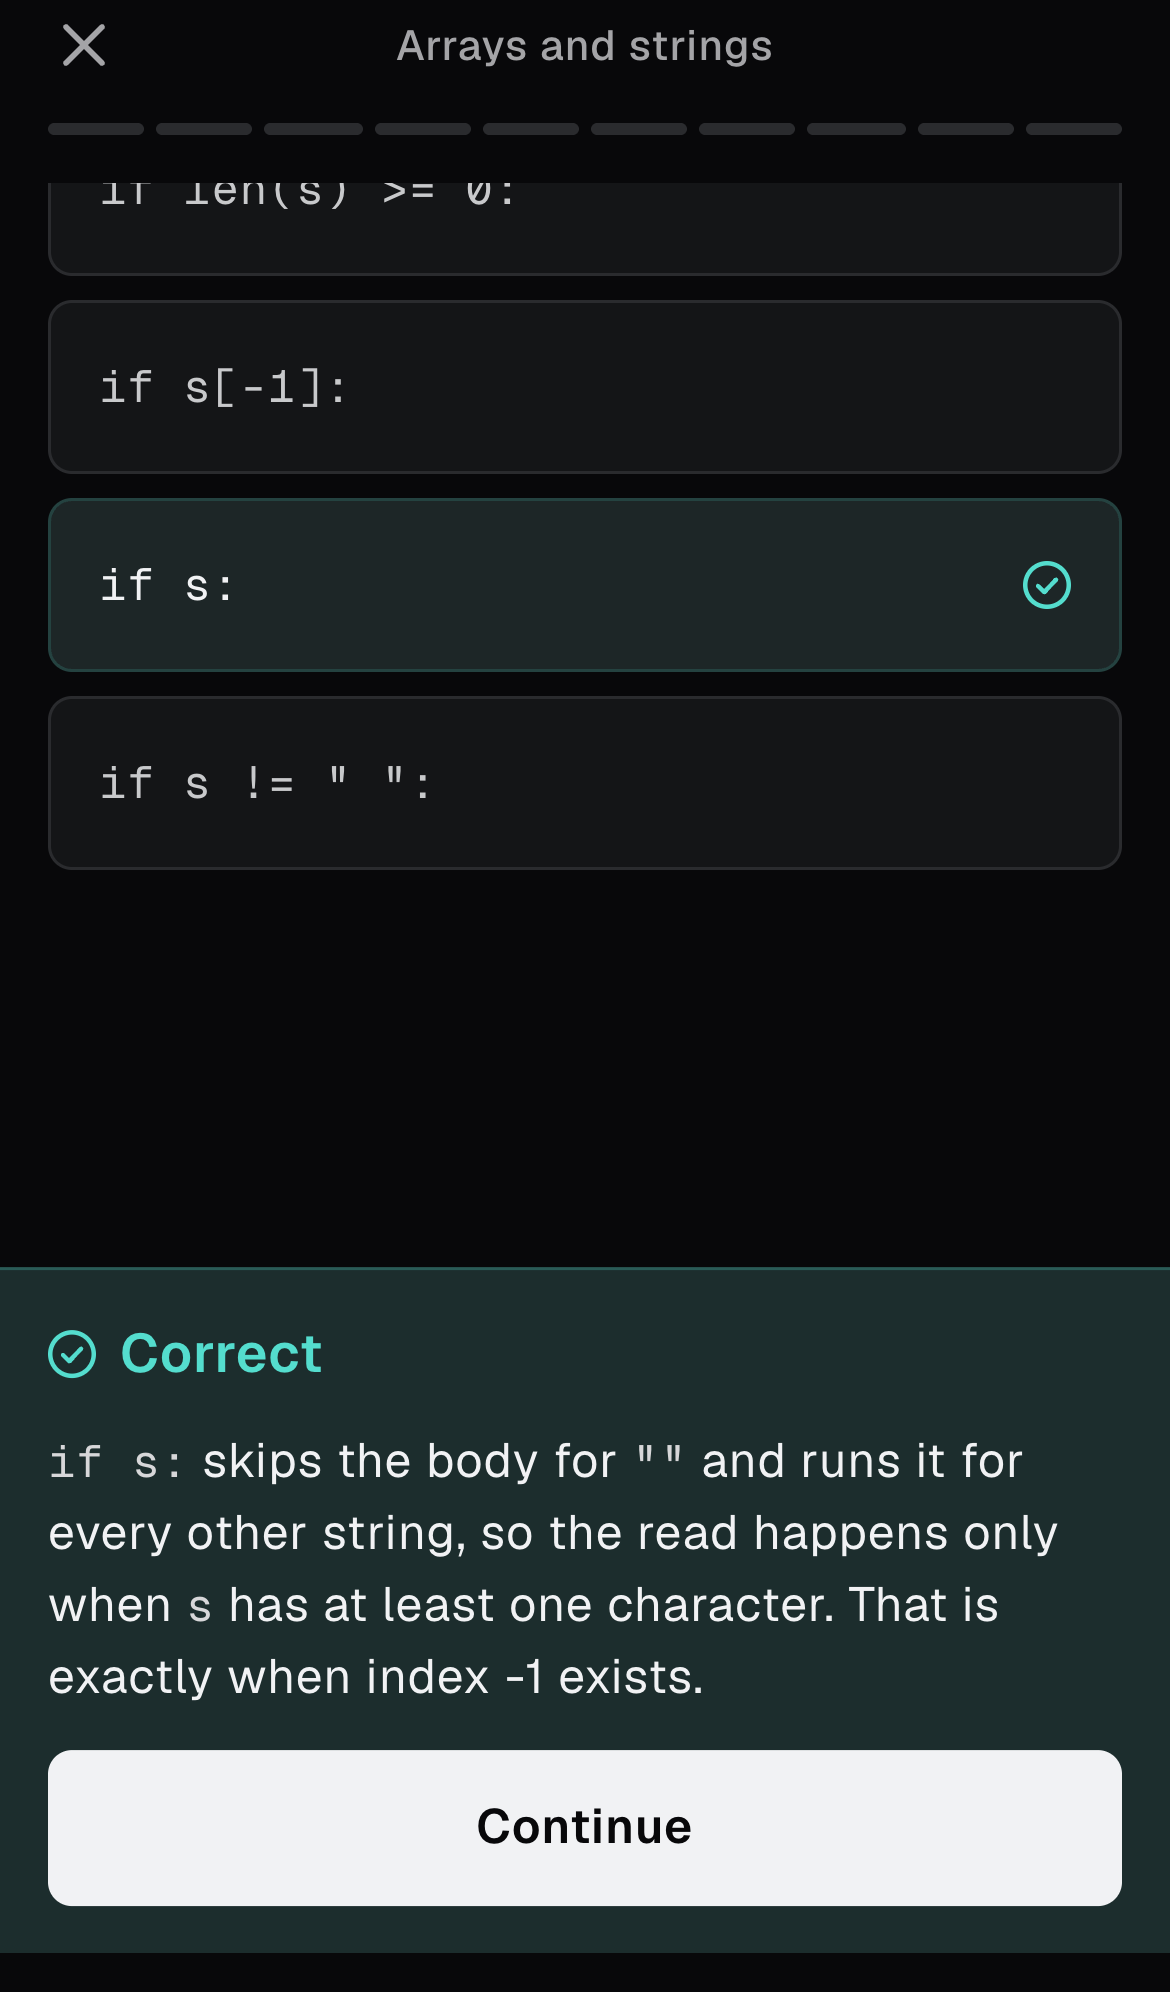 Arrays and strings
if len(s) >= 0:
if s[-1]:
if s:
if s != " ":
Correct
if s: skips the body for "" and runs it for
every other string, so the read happens only
when s has at least one character. That is
exactly when index -1 exists.
Continue